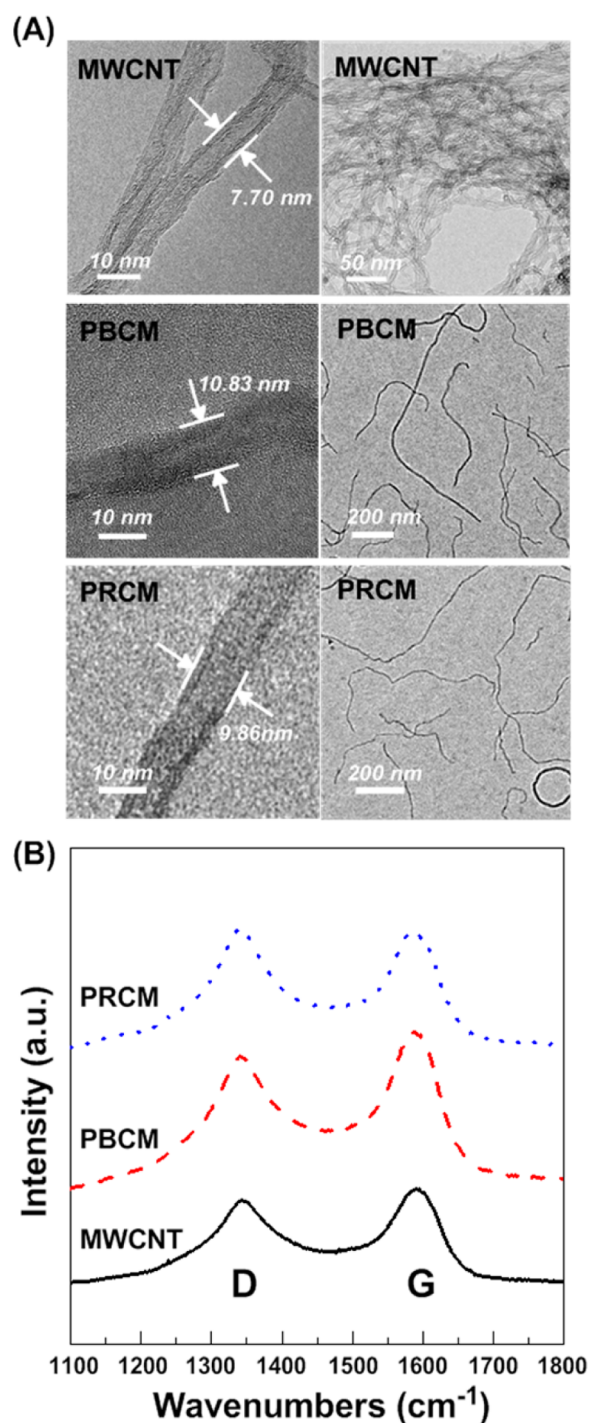 (A)
MWCNT
7.70 nm
10 nm
MWCNT
50 nm
PBCM
10.83 nm
10 nm
PBCM
200 nm
PRCM
9.86nm
10 nm
PRCM
200 nm
(B)
Intensity (a.u.)
PRCM
PBCM
MWCNT
D G
1100 1200 1300 1400 1500 1600 1700 1800
Wavenumbers (cm⁻¹)